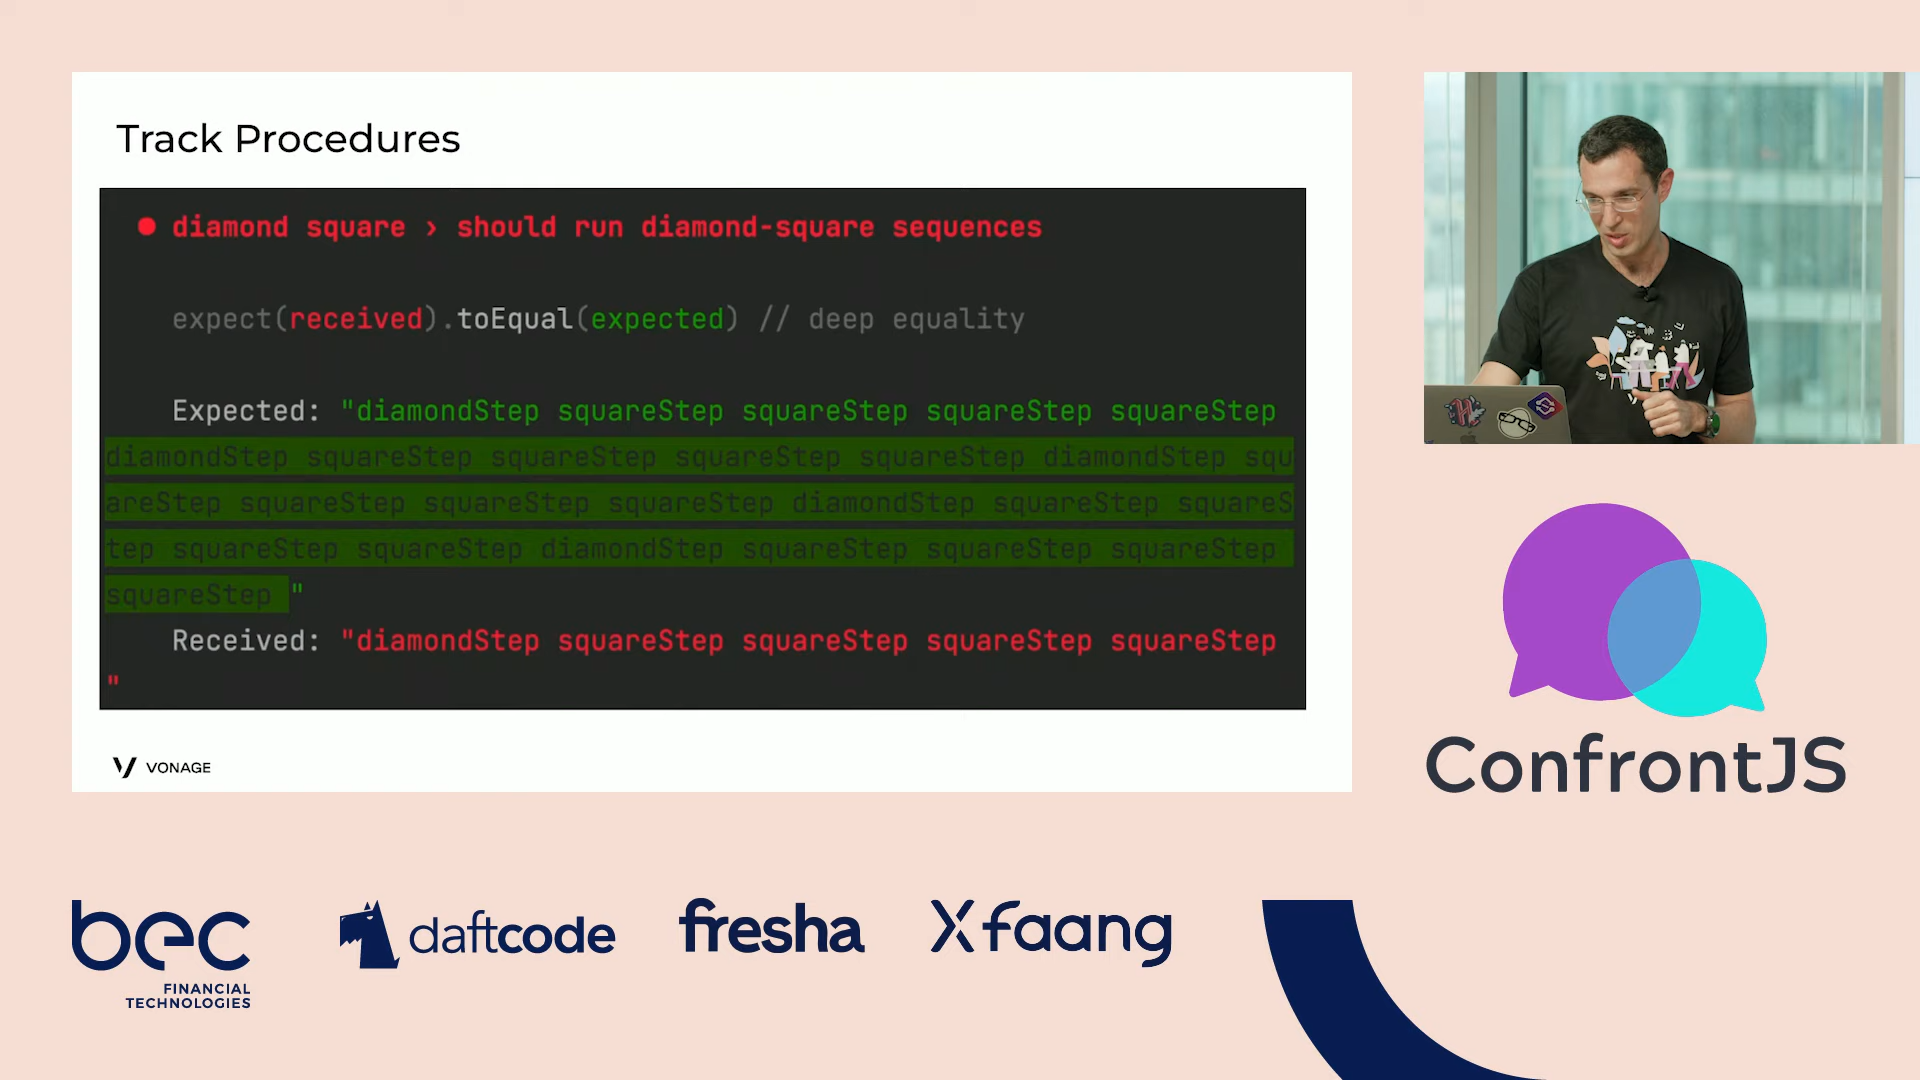 Track Procedures
● diamond square › should run diamond-square sequences
expect(received).toEqual(expected) // deep equality
Expected: "diamondStep squareStep squareStep squareStep squareStep
diamondStep squareStep squareStep squareStep squareStep diamondStep squ
areStep squareStep squareStep squareStep diamondStep squareStep squareS
tep squareStep squareStep diamondStep squareStep squareStep squareStep
squareStep "
Received: "diamondStep squareStep squareStep squareStep squareStep
"
VONAGE
ConfrontJS
bec
FINANCIAL
TECHNOLOGIES
daftcode
fresha
Xfaang